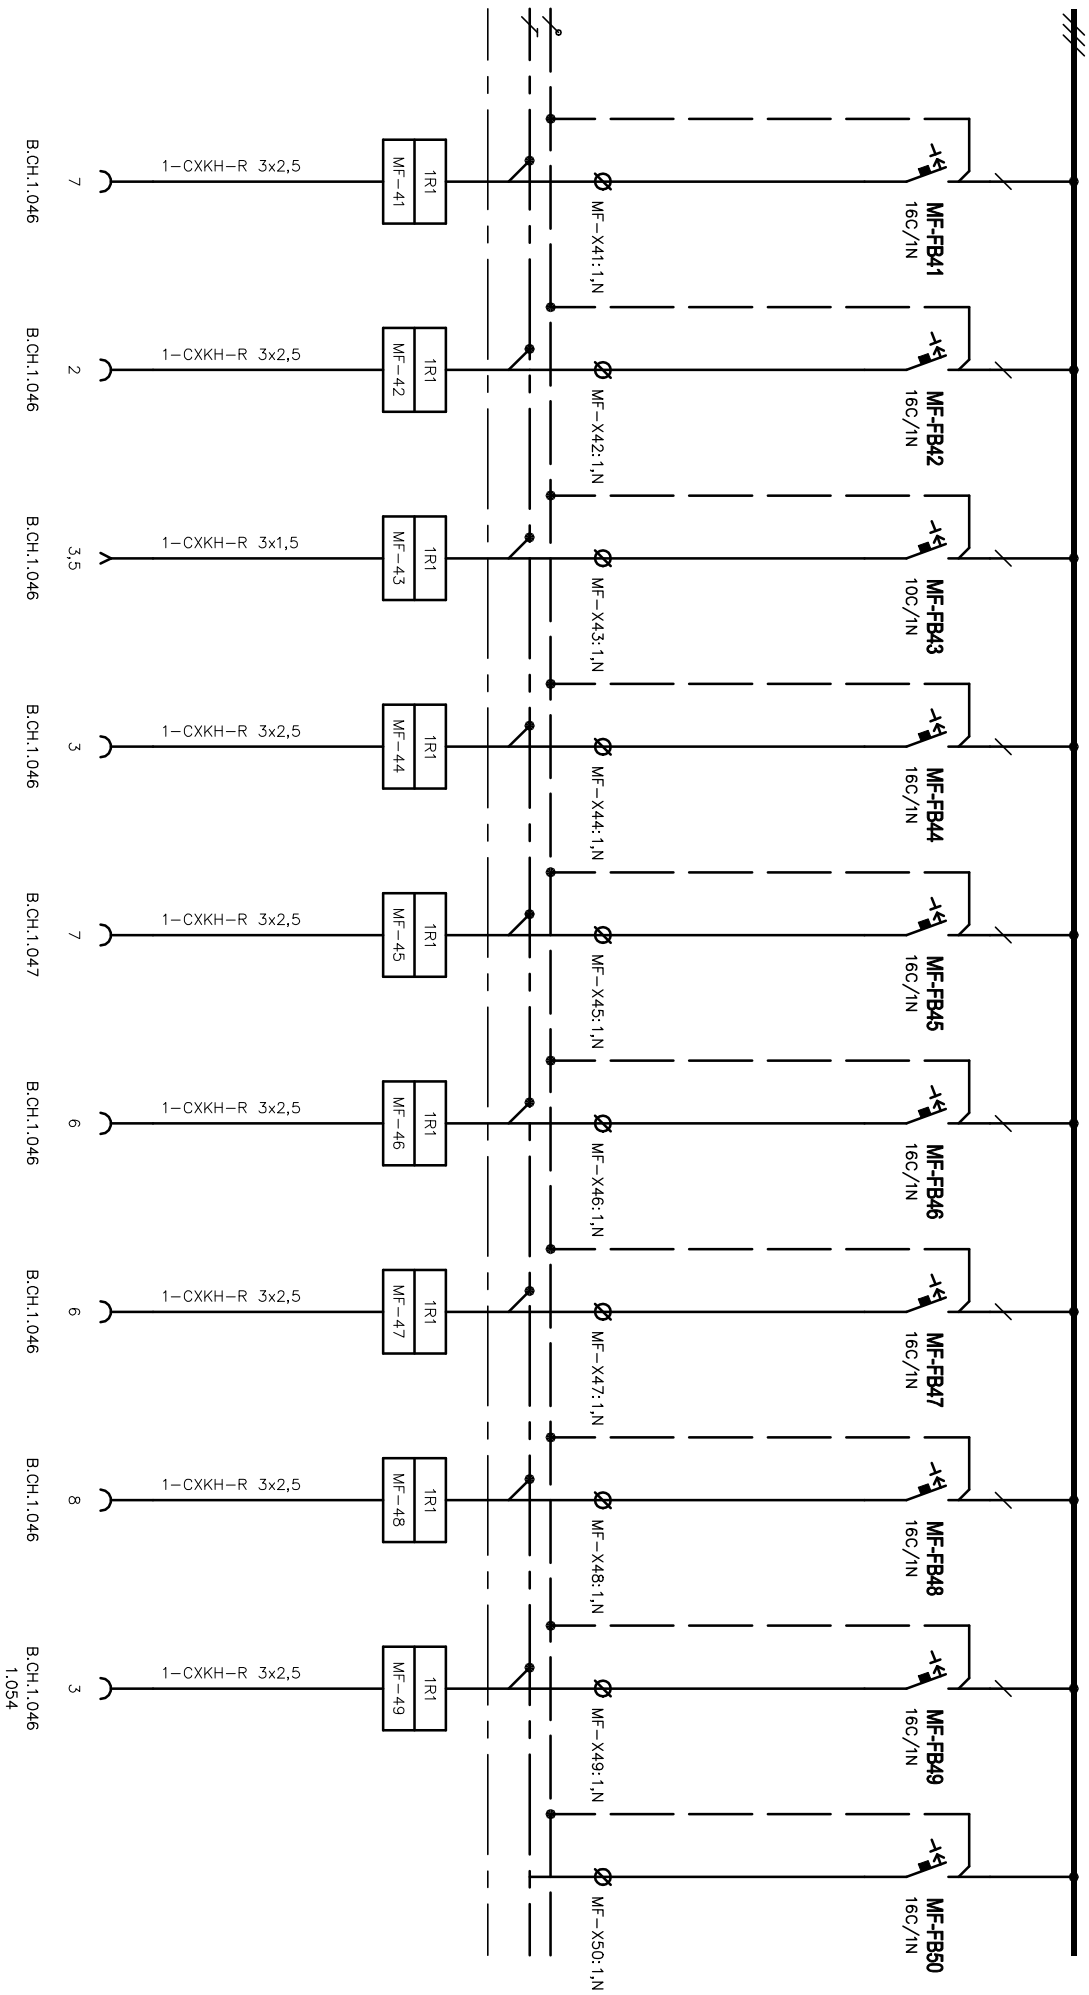 MF-FB41
16C/1N
MF-X41:1,N
1R1
MF-41
1-CXKH-R 3x2,5
7
B.CH.1.046
MF-FB42
16C/1N
MF-X42:1,N
1R1
MF-42
1-CXKH-R 3x2,5
2
B.CH.1.046
MF-FB43
10C/1N
MF-X43:1,N
1R1
MF-43
1-CXKH-R 3x1,5
3,5
B.CH.1.046
MF-FB44
16C/1N
MF-X44:1,N
1R1
MF-44
1-CXKH-R 3x2,5
3
B.CH.1.046
MF-FB45
16C/1N
MF-X45:1,N
1R1
MF-45
1-CXKH-R 3x2,5
7
B.CH.1.047
MF-FB46
16C/1N
MF-X46:1,N
1R1
MF-46
1-CXKH-R 3x2,5
6
B.CH.1.046
MF-FB47
16C/1N
MF-X47:1,N
1R1
MF-47
1-CXKH-R 3x2,5
6
B.CH.1.046
MF-FB48
16C/1N
MF-X48:1,N
1R1
MF-48
1-CXKH-R 3x2,5
8
B.CH.1.046
MF-FB49
16C/1N
MF-X49:1,N
1R1
MF-49
1-CXKH-R 3x2,5
3
B.CH.1.046
1.054
MF-FB50
16C/1N
MF-X50:1,N